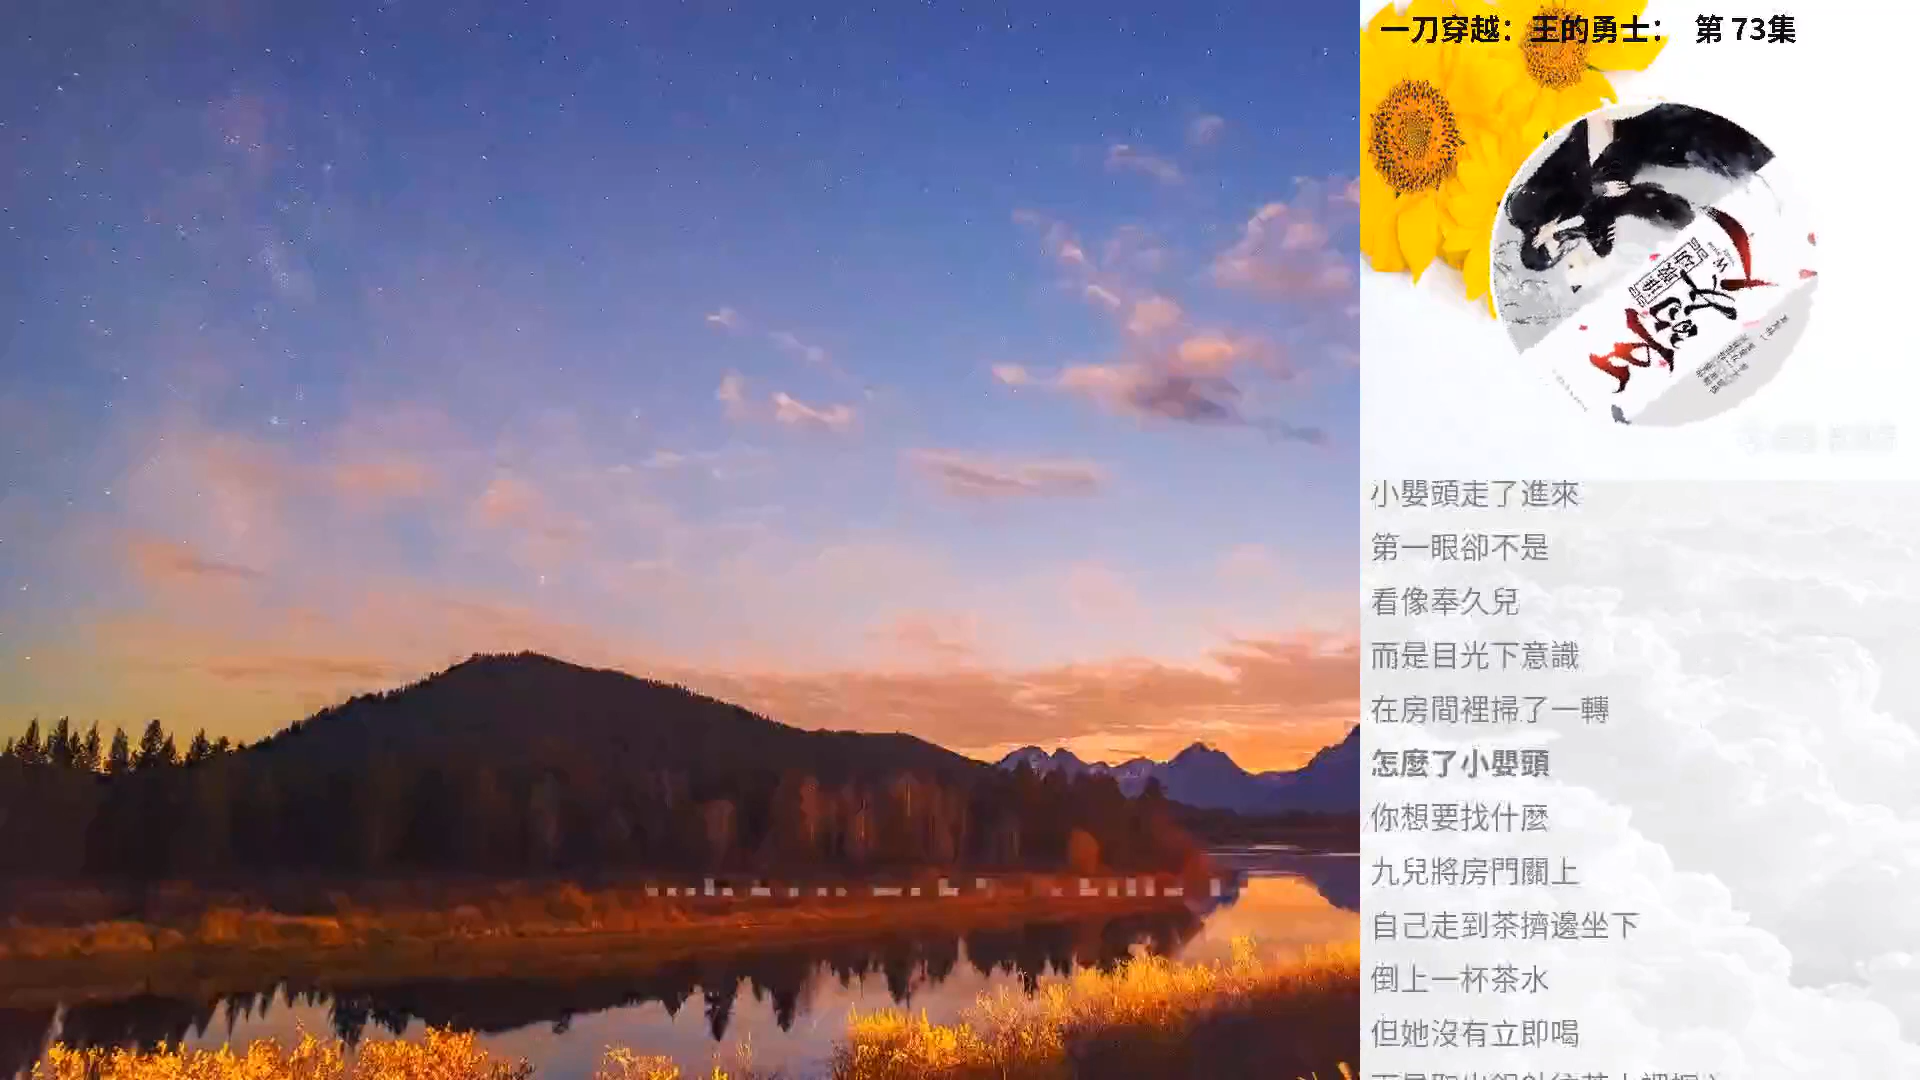 一刀穿越：王的勇士： 第 73集
小嬰頭走了進來
第一眼卻不是
看像奉久兒
而是目光下意識
在房間裡掃了一轉
怎麼了小嬰頭
你想要找什麼
九兒將房門關上
自己走到茶擠邊坐下
倒上一杯茶水
但她沒有立即喝